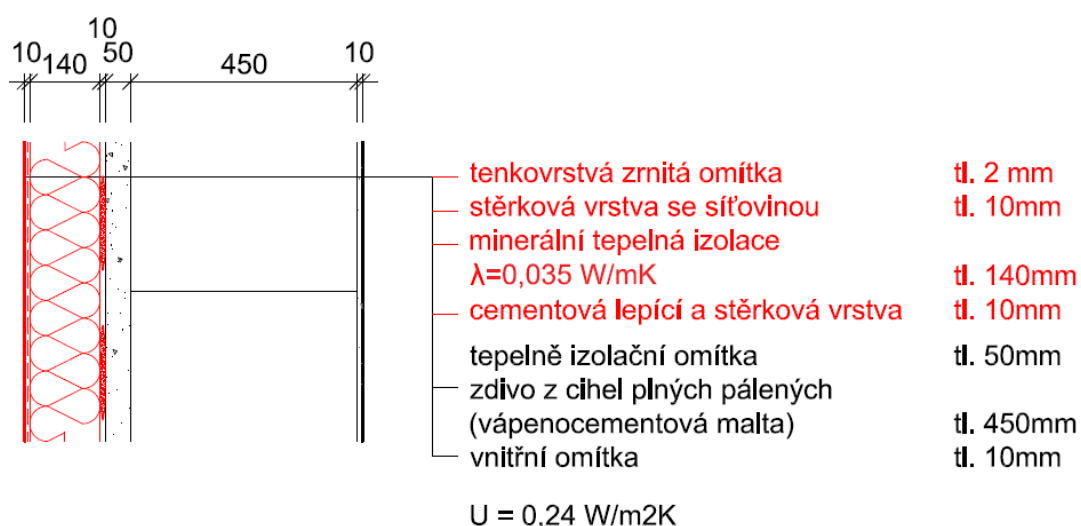 10
10 140 50 450 10
tenkovrstvá zrnitá omítka tl. 2 mm
stěrková vrstva se síťovinou tl. 10mm
minerální tepelná izolace
λ=0,035 W/mK tl. 140mm
cementová lepící a stěrková vrstva tl. 10mm
tepelně izolační omítka tl. 50mm
zdivo z cihel plných pálených
(vápenocementová malta) tl. 450mm
vnitřní omítka tl. 10mm
U = 0,24 W/m2K